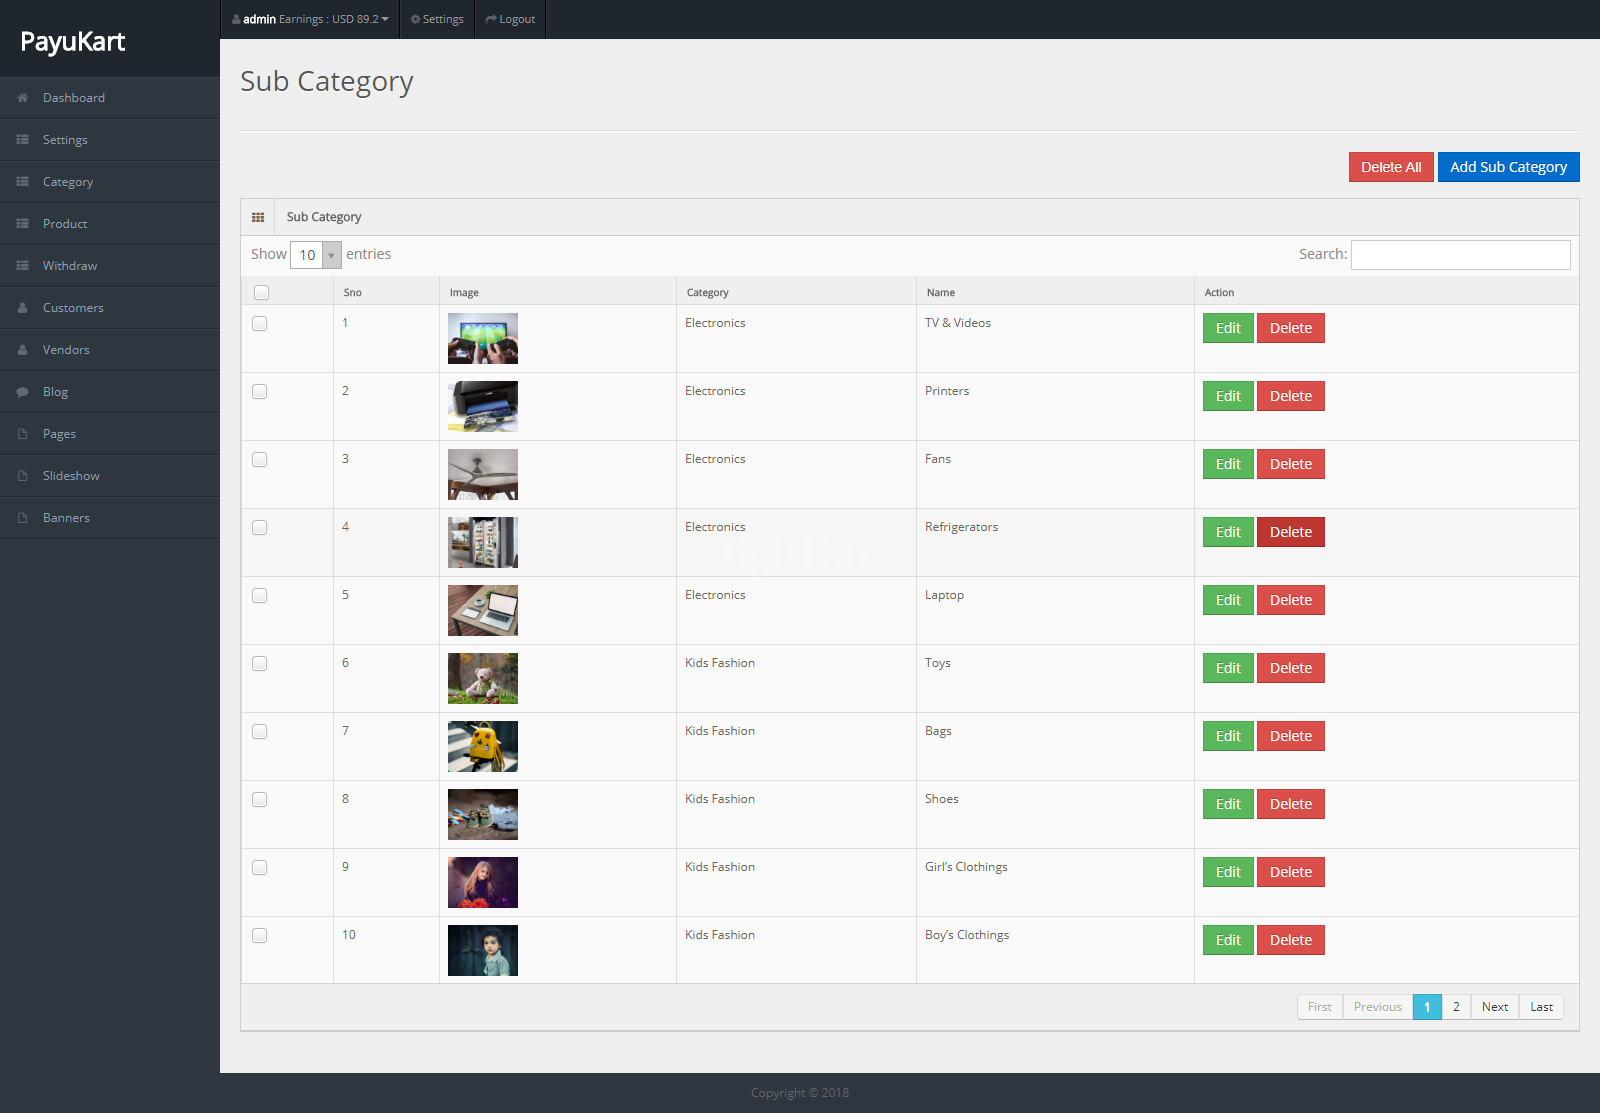 PayuKart
admin Earnings : USD 89.2
Settings
Logout
Dashboard
Settings
Category
Product
Withdraw
Customers
Vendors
Blog
Pages
Slideshow
Banners
Sub Category
Delete All
Add Sub Category
Sub Category
Show 10 entries
Search:
Sno Image Category Name Action
1 Electronics TV & Videos Edit Delete
2 Electronics Printers Edit Delete
3 Electronics Fans Edit Delete
4 Electronics Refrigerators Edit Delete
5 Electronics Laptop Edit Delete
6 Kids Fashion Toys Edit Delete
7 Kids Fashion Bags Edit Delete
8 Kids Fashion Shoes Edit Delete
9 Kids Fashion Girl's Clothings Edit Delete
10 Kids Fashion Boy's Clothings Edit Delete
First Previous 1 2 Next Last
Copyright © 2018